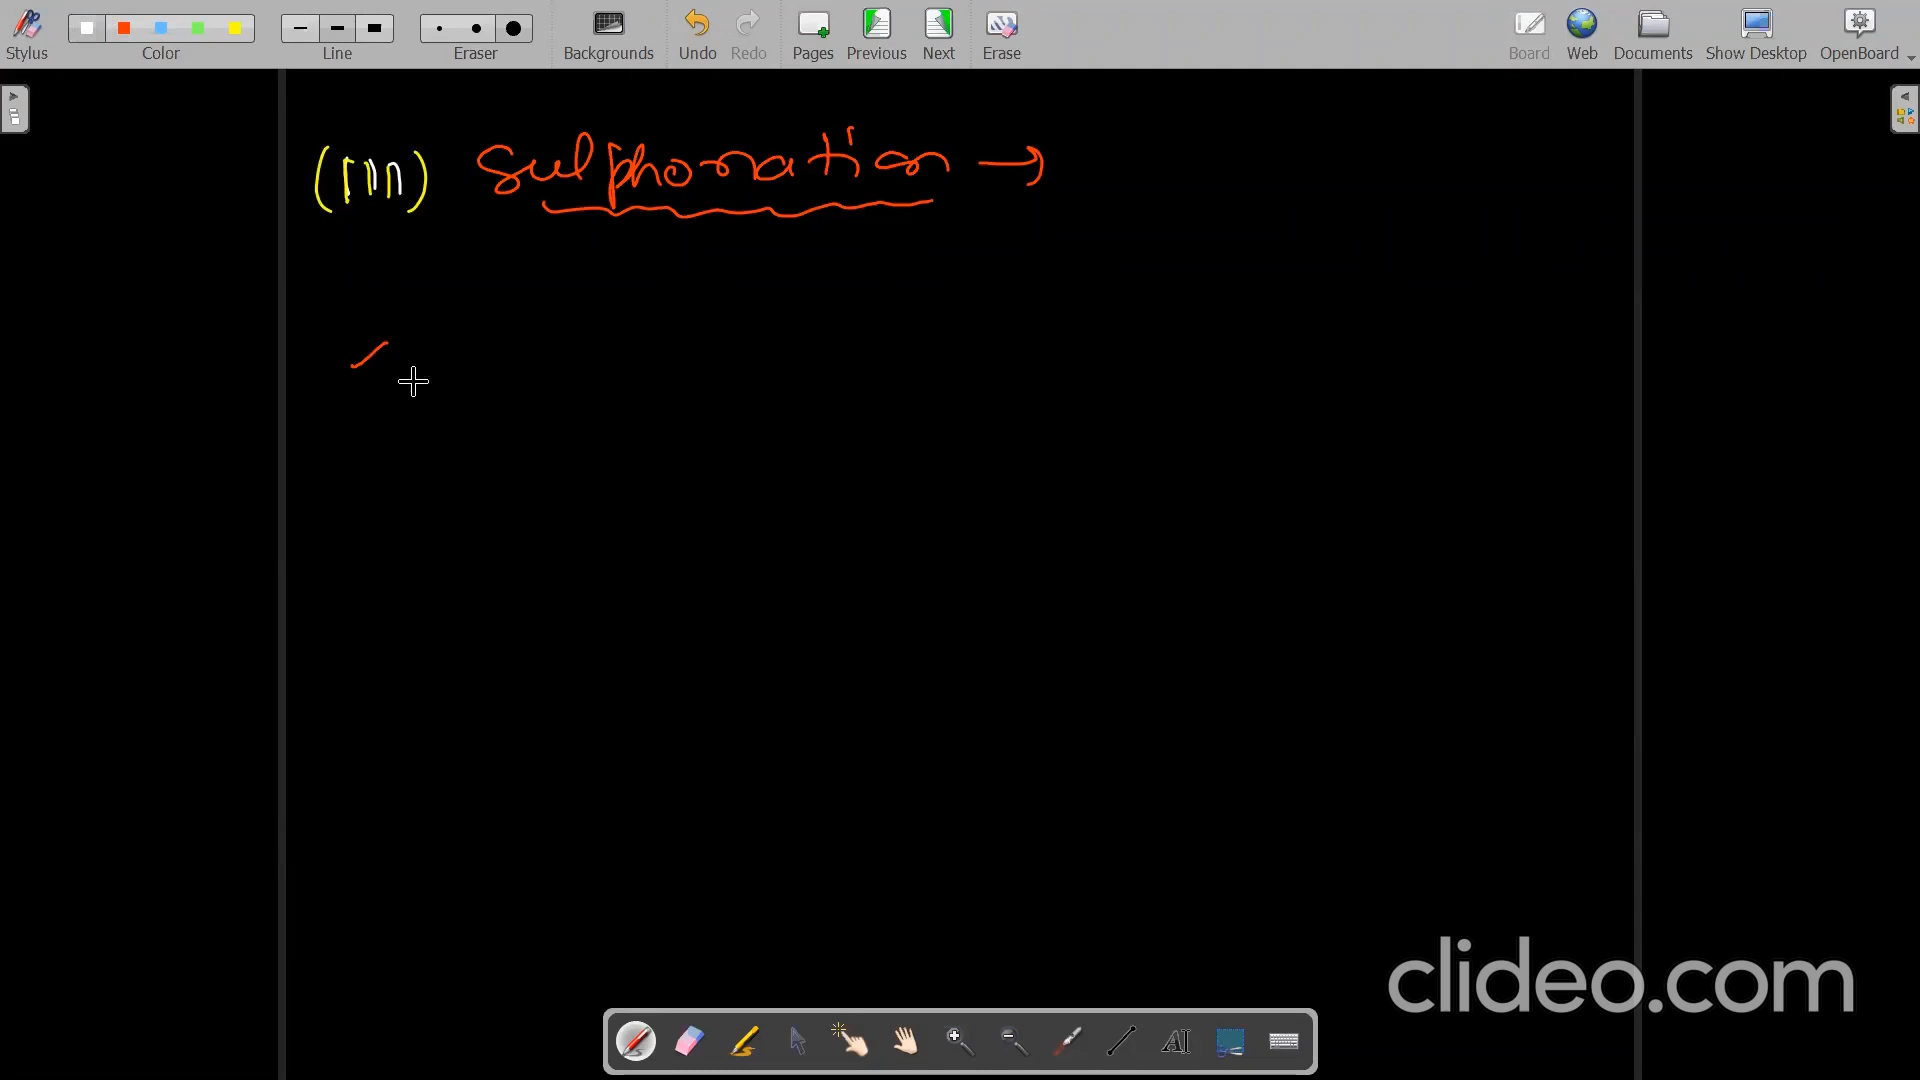 Stylus
Color
Line
Eraser
Backgrounds
Undo
Redo
Pages
Previous
Next
Erase
Board
Web
Documents
Show Desktop
OpenBoard
(III) Sulphonation →
AI
clideo.com